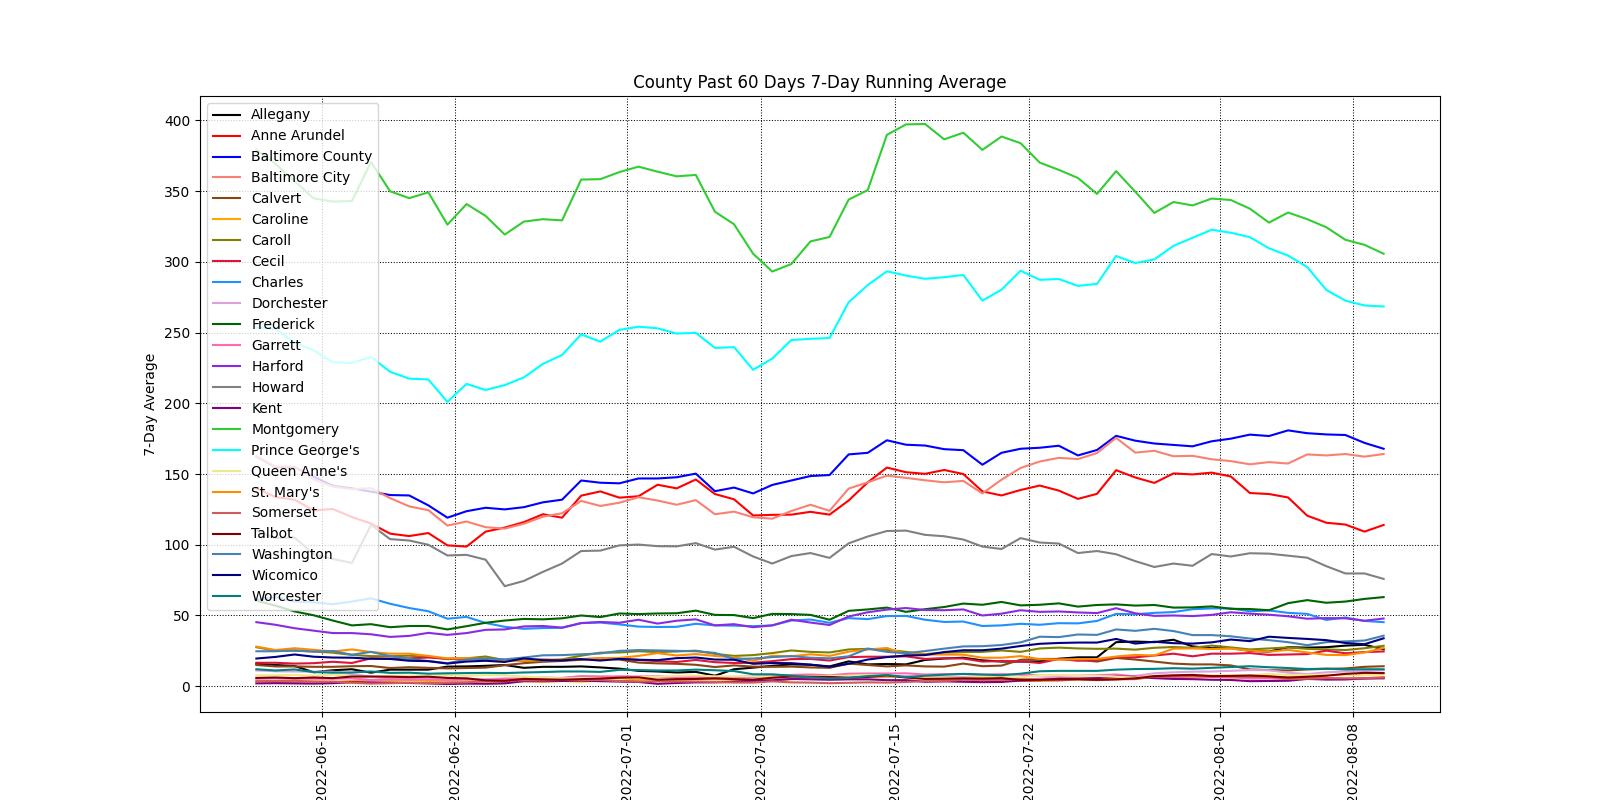 County Past 60 Days 7-Day Running Average
7-Day Average
400
350
300
250
200
150
100
50
0
Allegany
Anne Arundel
Baltimore County
Baltimore City
Calvert
Caroline
Caroll
Cecil
Charles
Dorchester
Frederick
Garrett
Harford
Howard
Kent
Montgomery
Prince George's
Queen Anne's
St. Mary's
Somerset
Talbot
Washington
Wicomico
Worcester
2022-06-15
2022-06-22
2022-07-01
2022-07-08
2022-07-15
2022-07-22
2022-08-01
2022-08-08